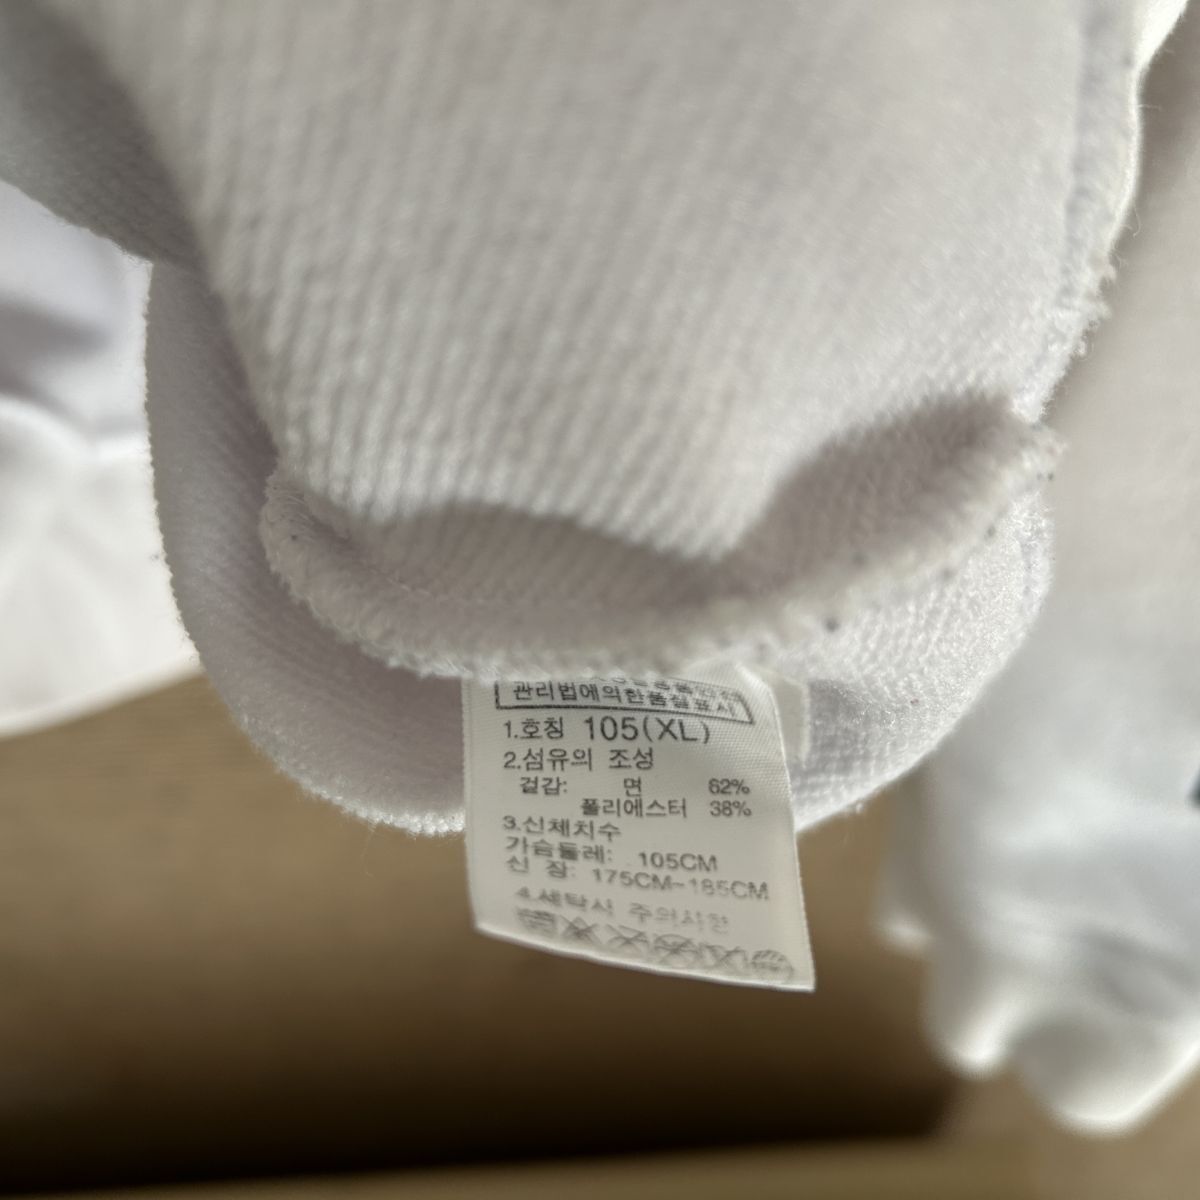 관리법에의한품질표시
1.호칭 105(XL)
2.섬유의 조성
겉감: 면 62%
폴리에스터 38%
3.신체치수
가슴둘레: 105CM
신 장: 175CM~185CM
4.세탁시 주의사항